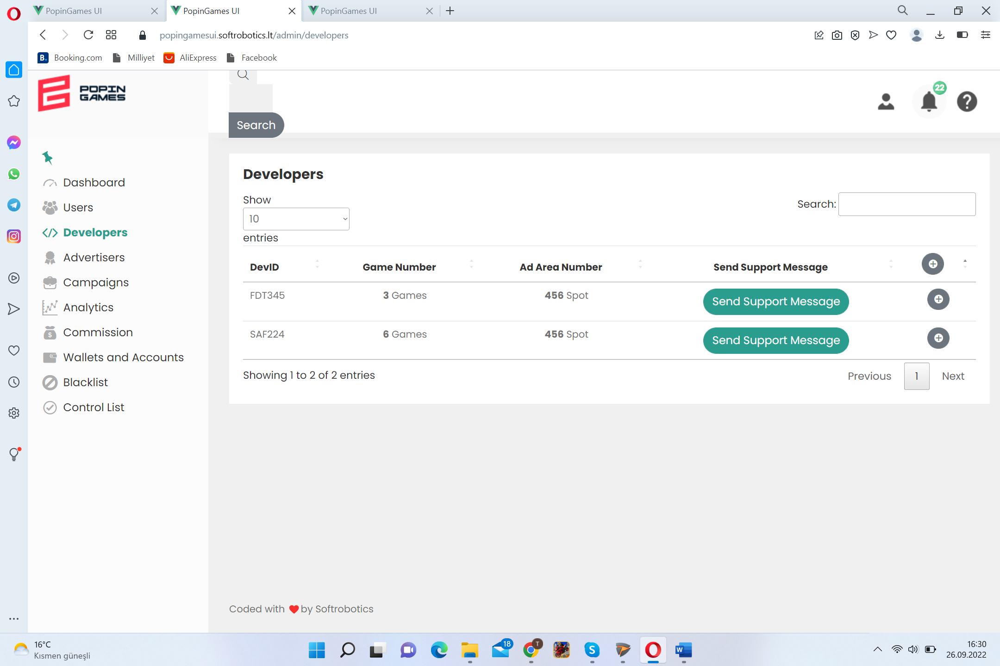 PopinGames UI
PopinGames UI
PopinGames UI
popingamesui.softrobotics.lt/admin/developers
B. Booking.com
Milliyet
AliExpress
Facebook
POPIN
GAMES
22
Search
Dashboard
Users
Developers
Advertisers
Campaigns
Analytics
Commission
Wallets and Accounts
Blacklist
Control List
Developers
Show
10
entries
Search:
DevID Game Number Ad Area Number Send Support Message
FDT345 3 Games 456 Spot Send Support Message
SAF224 6 Games 456 Spot Send Support Message
Showing 1 to 2 of 2 entries
Previous 1 Next
Coded with ❤ by Softrobotics
16°C
Kısmen güneşli
18
T
S
W
16:30
26.09.2022